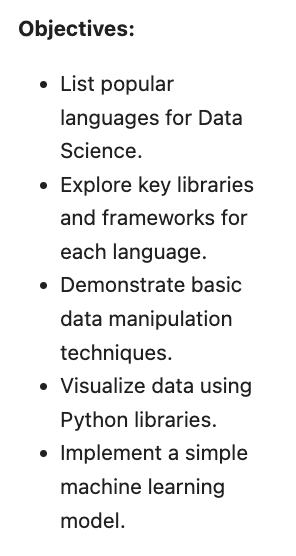 Objectives:
• List popular
languages for Data
Science.
• Explore key libraries
and frameworks for
each language.
• Demonstrate basic
data manipulation
techniques.
• Visualize data using
Python libraries.
• Implement a simple
machine learning
model.